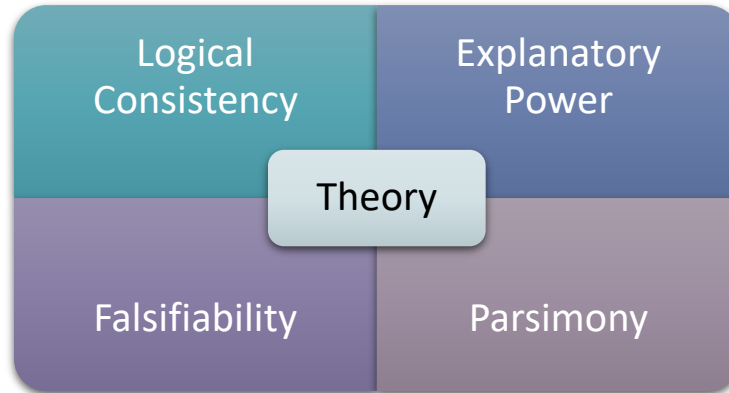 Logical
Consistency
Explanatory
Power
Theory
Falsifiability
Parsimony